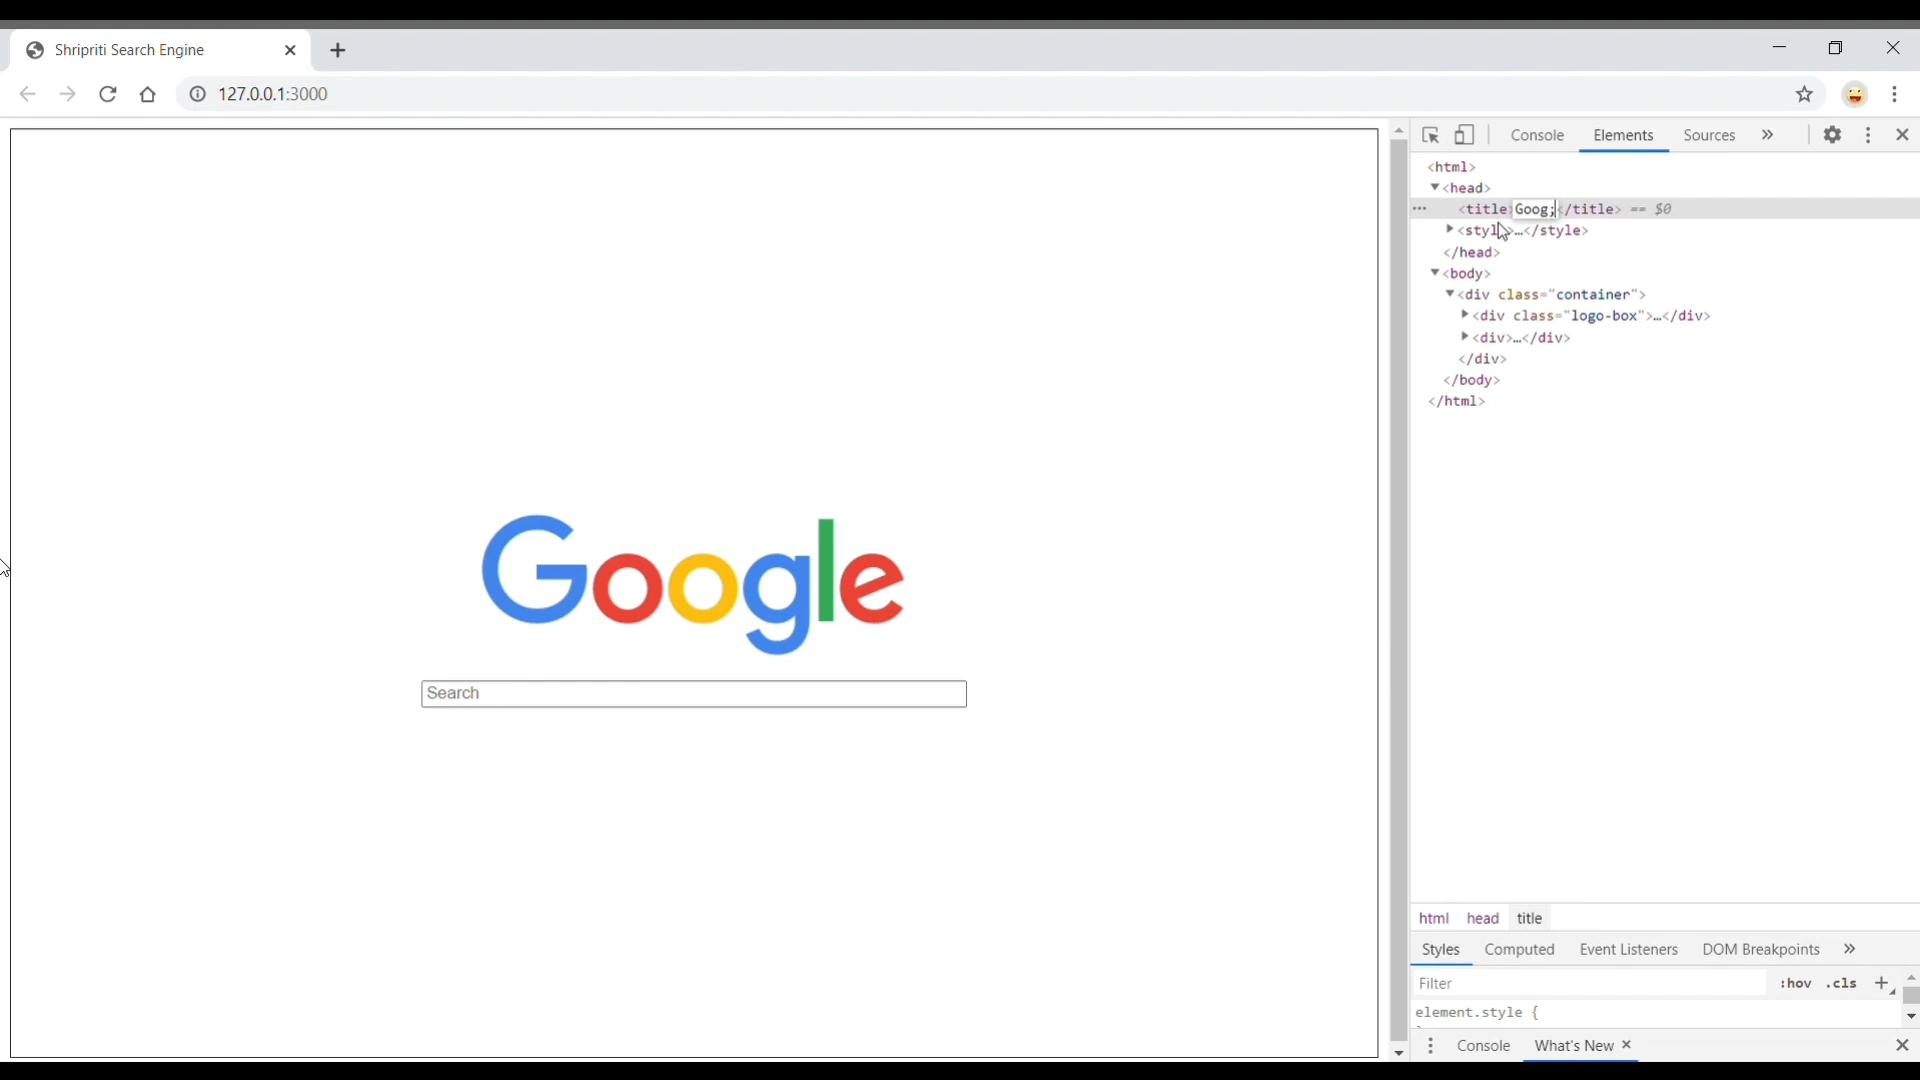 Shripriti Search Engine
127.0.0.1:3000
Console Elements Sources »
<html>
<head>
<title>Goog;</title> == $0
<style>…</style>
</head>
<body>
<div class="container">
<div class="logo-box">…</div>
<div>…</div>
</div>
</body>
</html>
Google
Search
html head title
Styles Computed Event Listeners DOM Breakpoints »
Filter :hov .cls +
element.style {
Console What's New